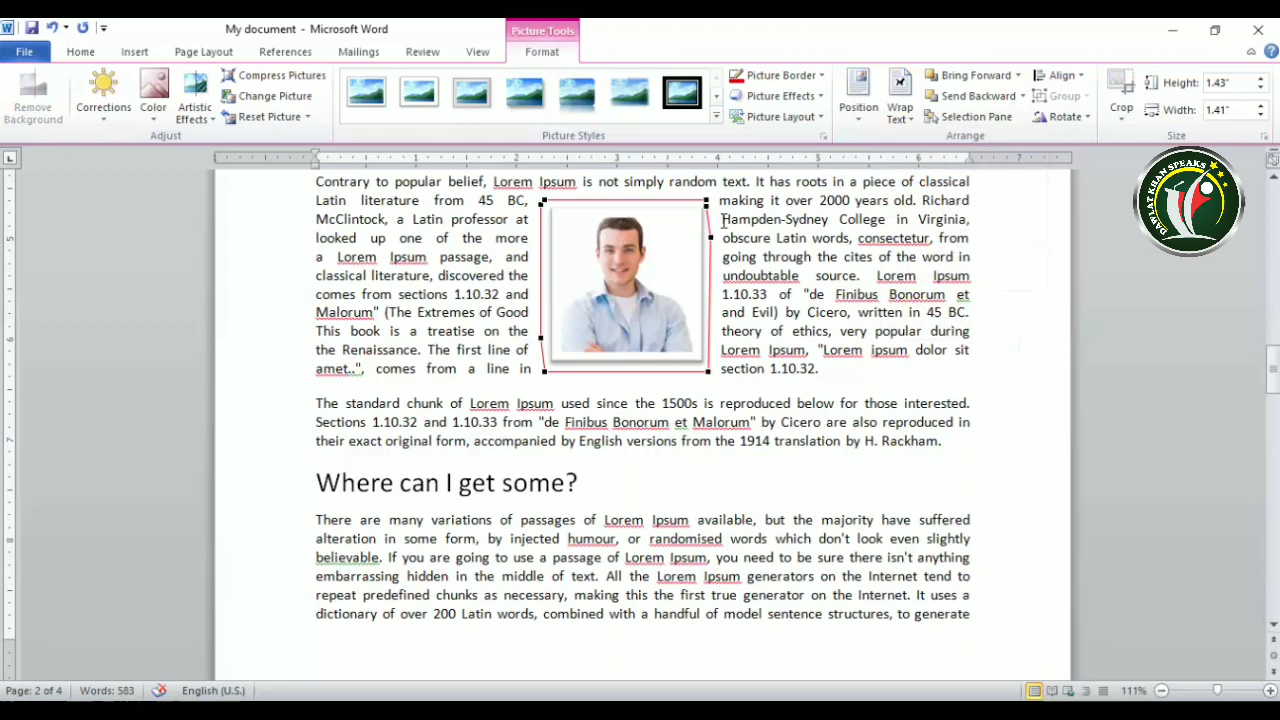 My document - Microsoft Word
Picture Tools
File Home Insert Page Layout References Mailings Review View Format
Remove Background
Corrections
Color
Artistic Effects
Compress Pictures
Change Picture
Reset Picture
Adjust
Picture Styles
Picture Border
Picture Effects
Picture Layout
Position
Wrap Text
Bring Forward
Send Backward
Selection Pane
Align
Group
Rotate
Arrange
Crop
Height: 1.43"
Width: 1.41"
Size
1 1 2 3 4 5 6 7
DAWLAT KHAN SPEAKS
Contrary to popular belief, Lorem Ipsum is not simply random text. It has roots in a piece of classical
Latin literature from 45 BC, making it over 2000 years old. Richard
McClintock, a Latin professor at Hampden-Sydney College in Virginia,
looked up one of the more obscure Latin words, consectetur, from
a Lorem Ipsum passage, and going through the cites of the word in
classical literature, discovered the undoubtable source. Lorem Ipsum
comes from sections 1.10.32 and 1.10.33 of "de Finibus Bonorum et
Malorum" (The Extremes of Good and Evil) by Cicero, written in 45 BC.
This book is a treatise on the theory of ethics, very popular during
the Renaissance. The first line of Lorem Ipsum, "Lorem ipsum dolor sit
amet..", comes from a line in section 1.10.32.
The standard chunk of Lorem Ipsum used since the 1500s is reproduced below for those interested.
Sections 1.10.32 and 1.10.33 from "de Finibus Bonorum et Malorum" by Cicero are also reproduced in
their exact original form, accompanied by English versions from the 1914 translation by H. Rackham.
Where can I get some?
There are many variations of passages of Lorem Ipsum available, but the majority have suffered
alteration in some form, by injected humour, or randomised words which don't look even slightly
believable. If you are going to use a passage of Lorem Ipsum, you need to be sure there isn't anything
embarrassing hidden in the middle of text. All the Lorem Ipsum generators on the Internet tend to
repeat predefined chunks as necessary, making this the first true generator on the Internet. It uses a
dictionary of over 200 Latin words, combined with a handful of model sentence structures, to generate
5
6
7
8
Page: 2 of 4 Words: 583 English (U.S.) 111%